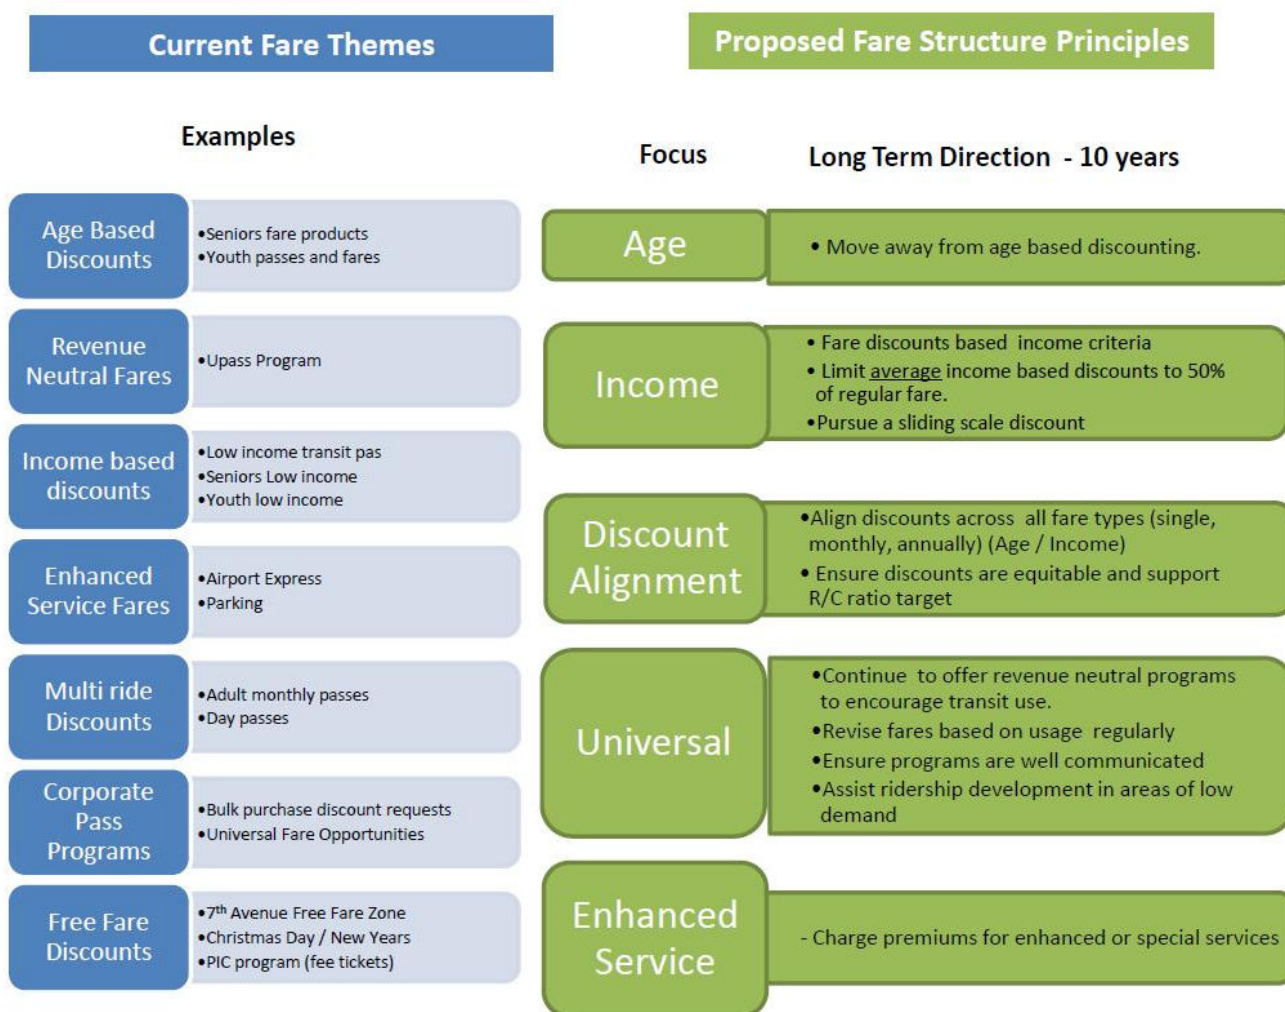 Current Fare Themes
Examples
Age Based
Discounts
•Seniors fare products
•Youth passes and fares
Revenue
Neutral Fares
•Upass Program
Income based
discounts
•Low income transit pas
•Seniors Low income
•Youth low income
Enhanced
Service Fares
•Airport Express
•Parking
Multi ride
Discounts
•Adult monthly passes
•Day passes
Corporate
Pass
Programs
•Bulk purchase discount requests
•Universal Fare Opportunities
Free Fare
Discounts
•7th Avenue Free Fare Zone
•Christmas Day / New Years
•PIC program (fee tickets)
Proposed Fare Structure Principles
Focus
Long Term Direction - 10 years
Age
• Move away from age based discounting.
Income
• Fare discounts based income criteria
• Limit average income based discounts to 50%
of regular fare.
•Pursue a sliding scale discount
Discount
Alignment
•Align discounts across all fare types (single,
monthly, annually) (Age / Income)
• Ensure discounts are equitable and support
R/C ratio target
Universal
•Continue to offer revenue neutral programs
to encourage transit use.
•Revise fares based on usage regularly
•Ensure programs are well communicated
•Assist ridership development in areas of low
demand
Enhanced
Service
- Charge premiums for enhanced or special services